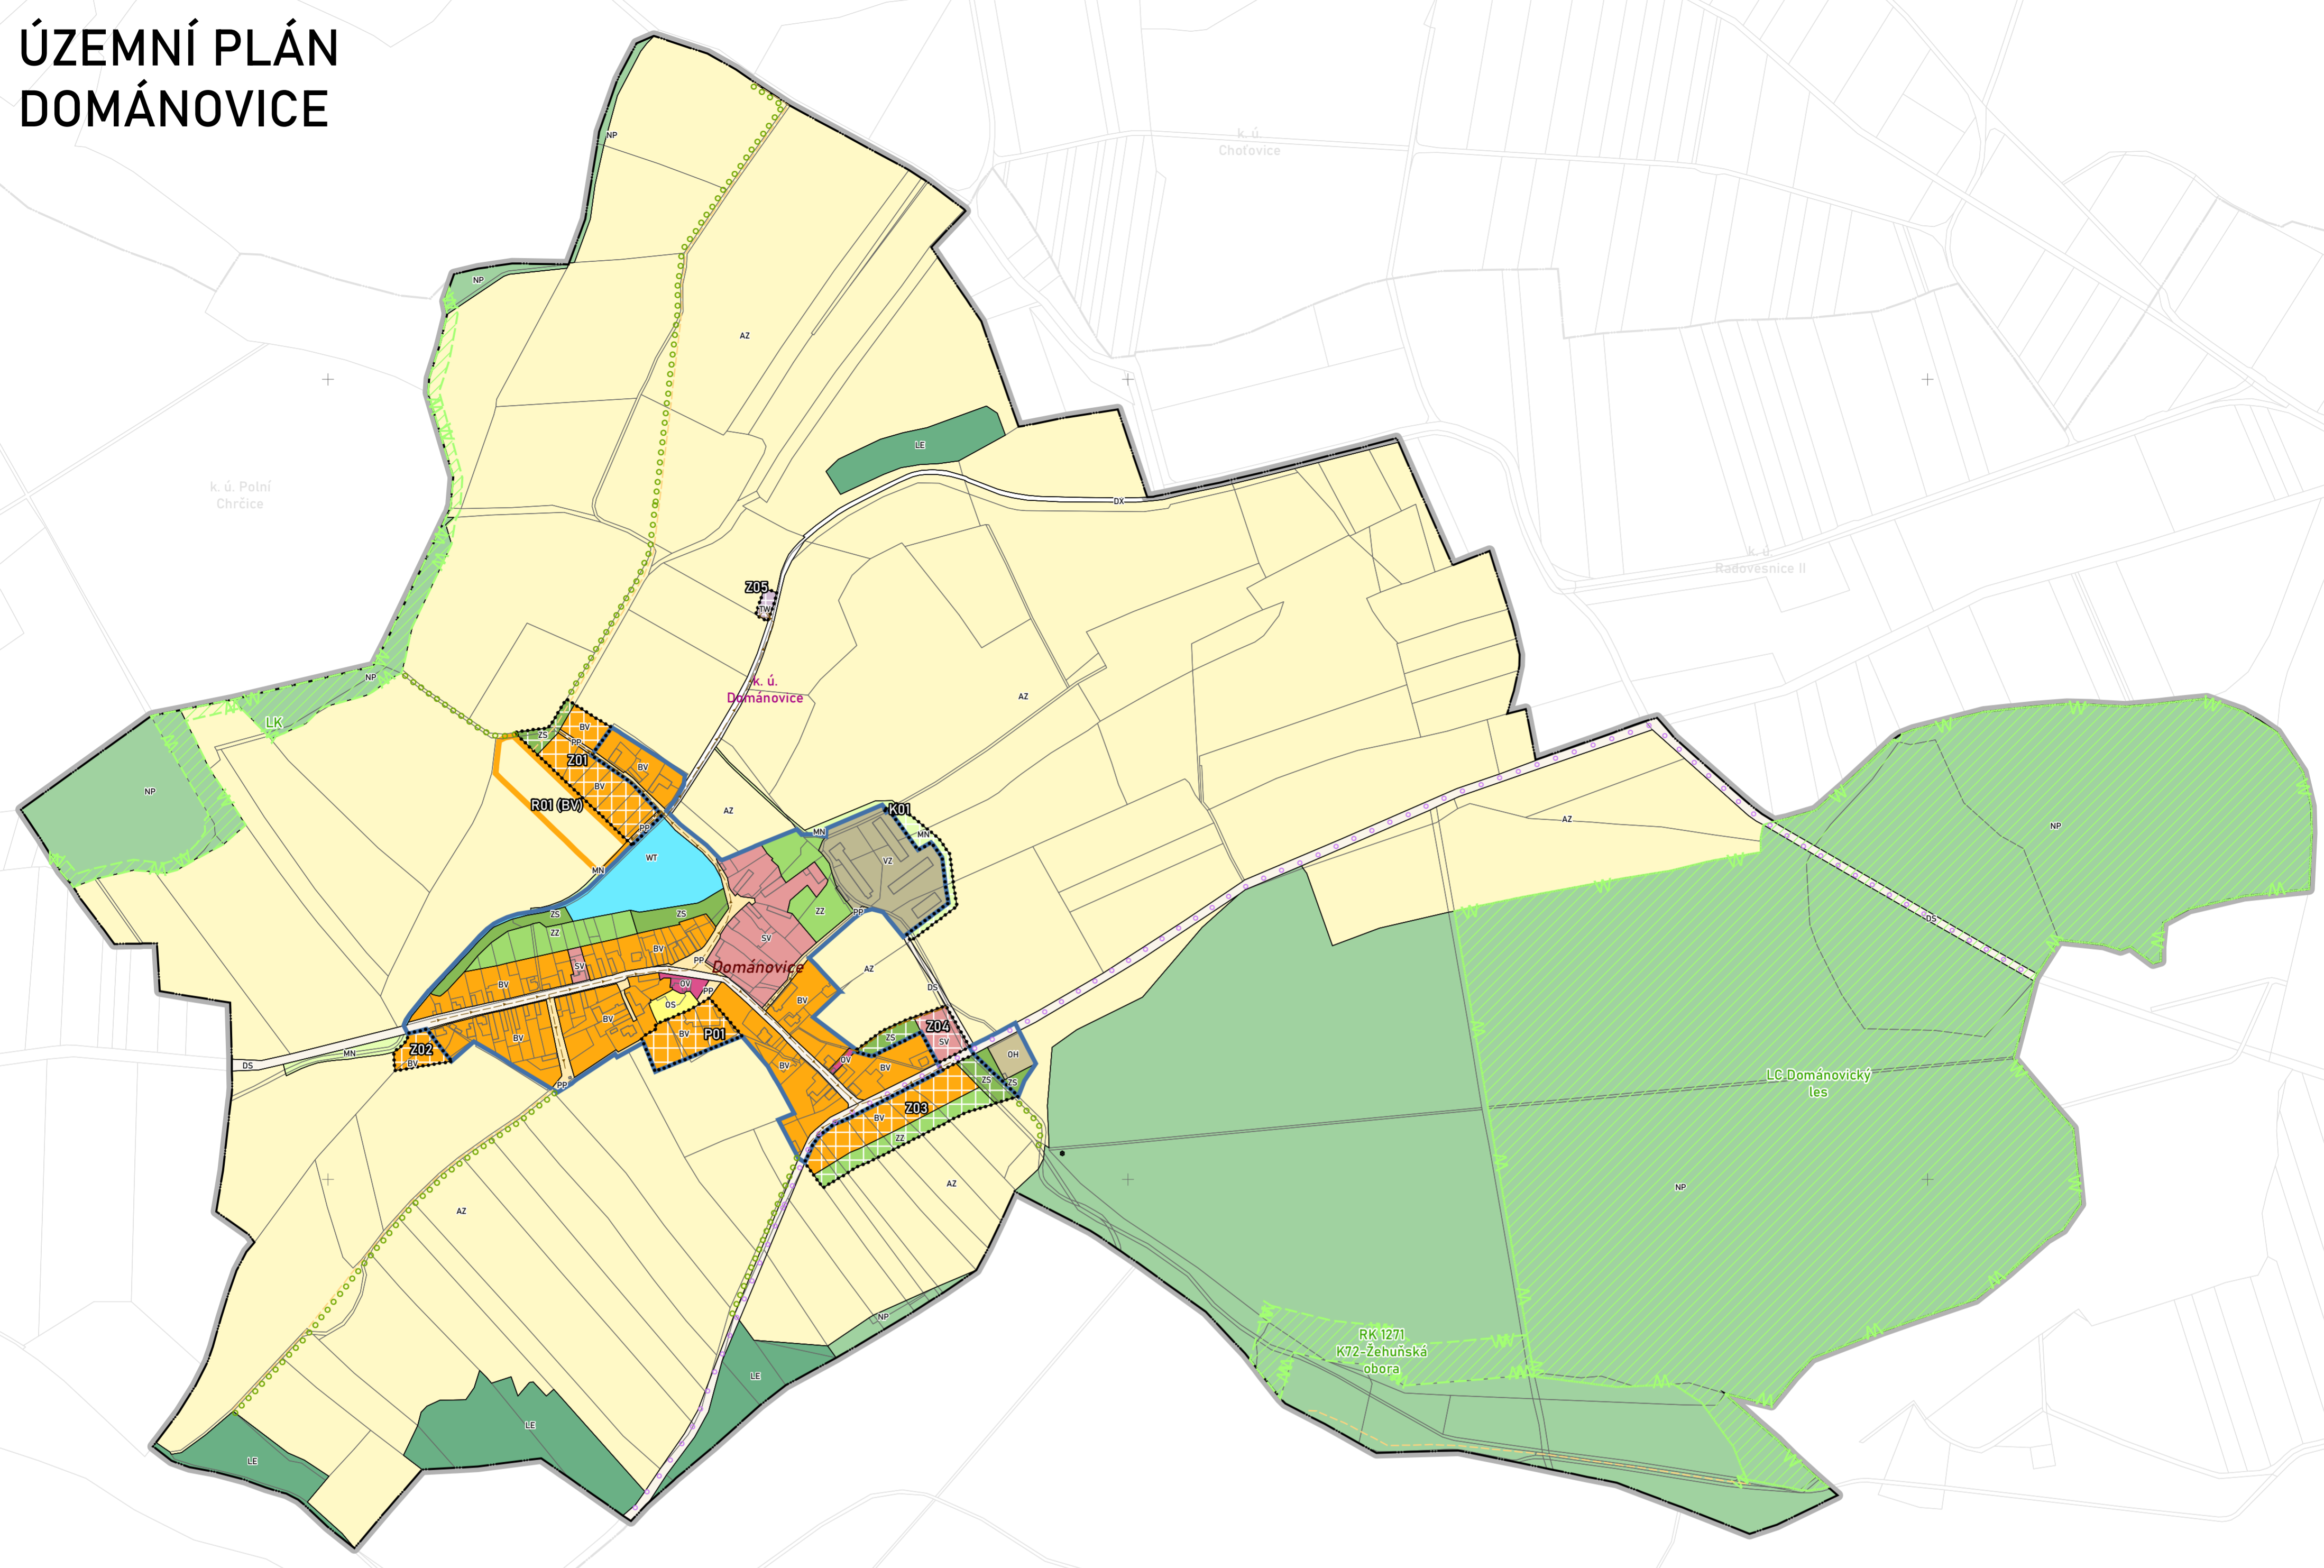 ÚZEMNÍ PLÁN
DOMÁNOVICE
k. ú.
Choťovice
NP
NP
AZ
LE
k. ú. Polní
Chrčice
DX
k. ú.
Radovesnice II
Z05
TW
NP
k. ú.
Dománovice
AZ
LK
BV
ZS
PP
Z01
BV
BV
NP
R01 (BV)
AZ
K01
PP
MN
MN
AZ
NP
WT
VZ
MN
ZS
ZS
ZZ
PP
DS
ZZ
SV
BV
PP
SV
Dománovice
AZ
BV
OV
PP
DS
OS
BV
BV
BV
P01
BV
Z04
ZS
SV
Z02
MN
BV
DS
OV
BV
BV
OH
PP
ZS
ZS
LC Dománovický
les
Z03
BV
ZZ
AZ
NP
AZ
NP
RK 1271
K72-Žehuňská
obora
LE
LE
LE